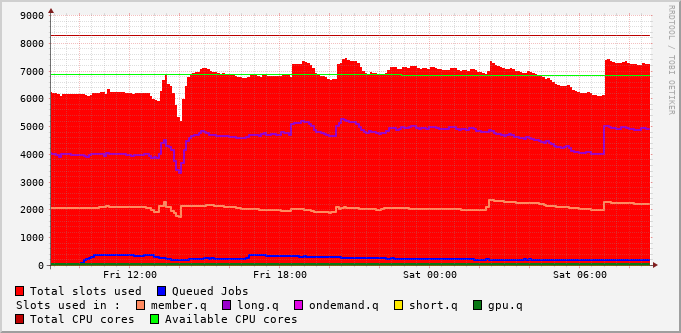 9000
8000
7000
6000
5000
4000
3000
2000
1000
0
Fri 12:00 Fri 18:00 Sat 00:00 Sat 06:00
Total slots used Queued Jobs
Slots used in : member.q long.q ondemand.q short.q gpu.q
Total CPU cores Available CPU cores
RRDTOOL / TOBI OETIKER